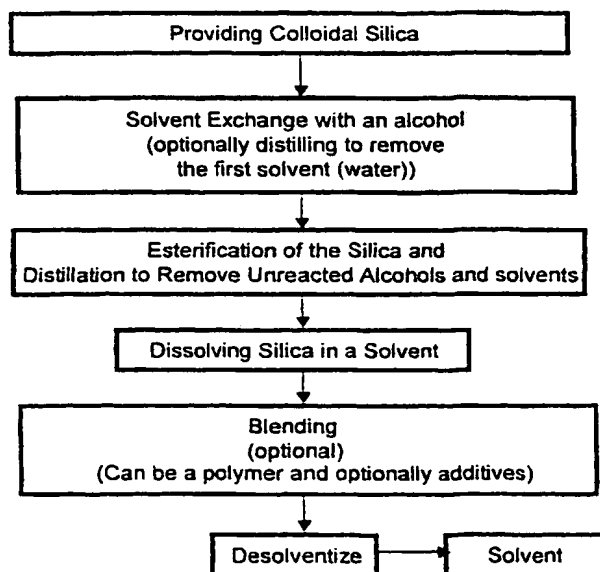 Providing Colloidal Silica
Solvent Exchange with an alcohol
(optionally distilling to remove
the first solvent (water))
Esterification of the Silica and
Distillation to Remove Unreacted Alcohols and solvents
Dissolving Silica in a Solvent
Blending
(optional)
(Can be a polymer and optionally additives)
Desolventize
Solvent